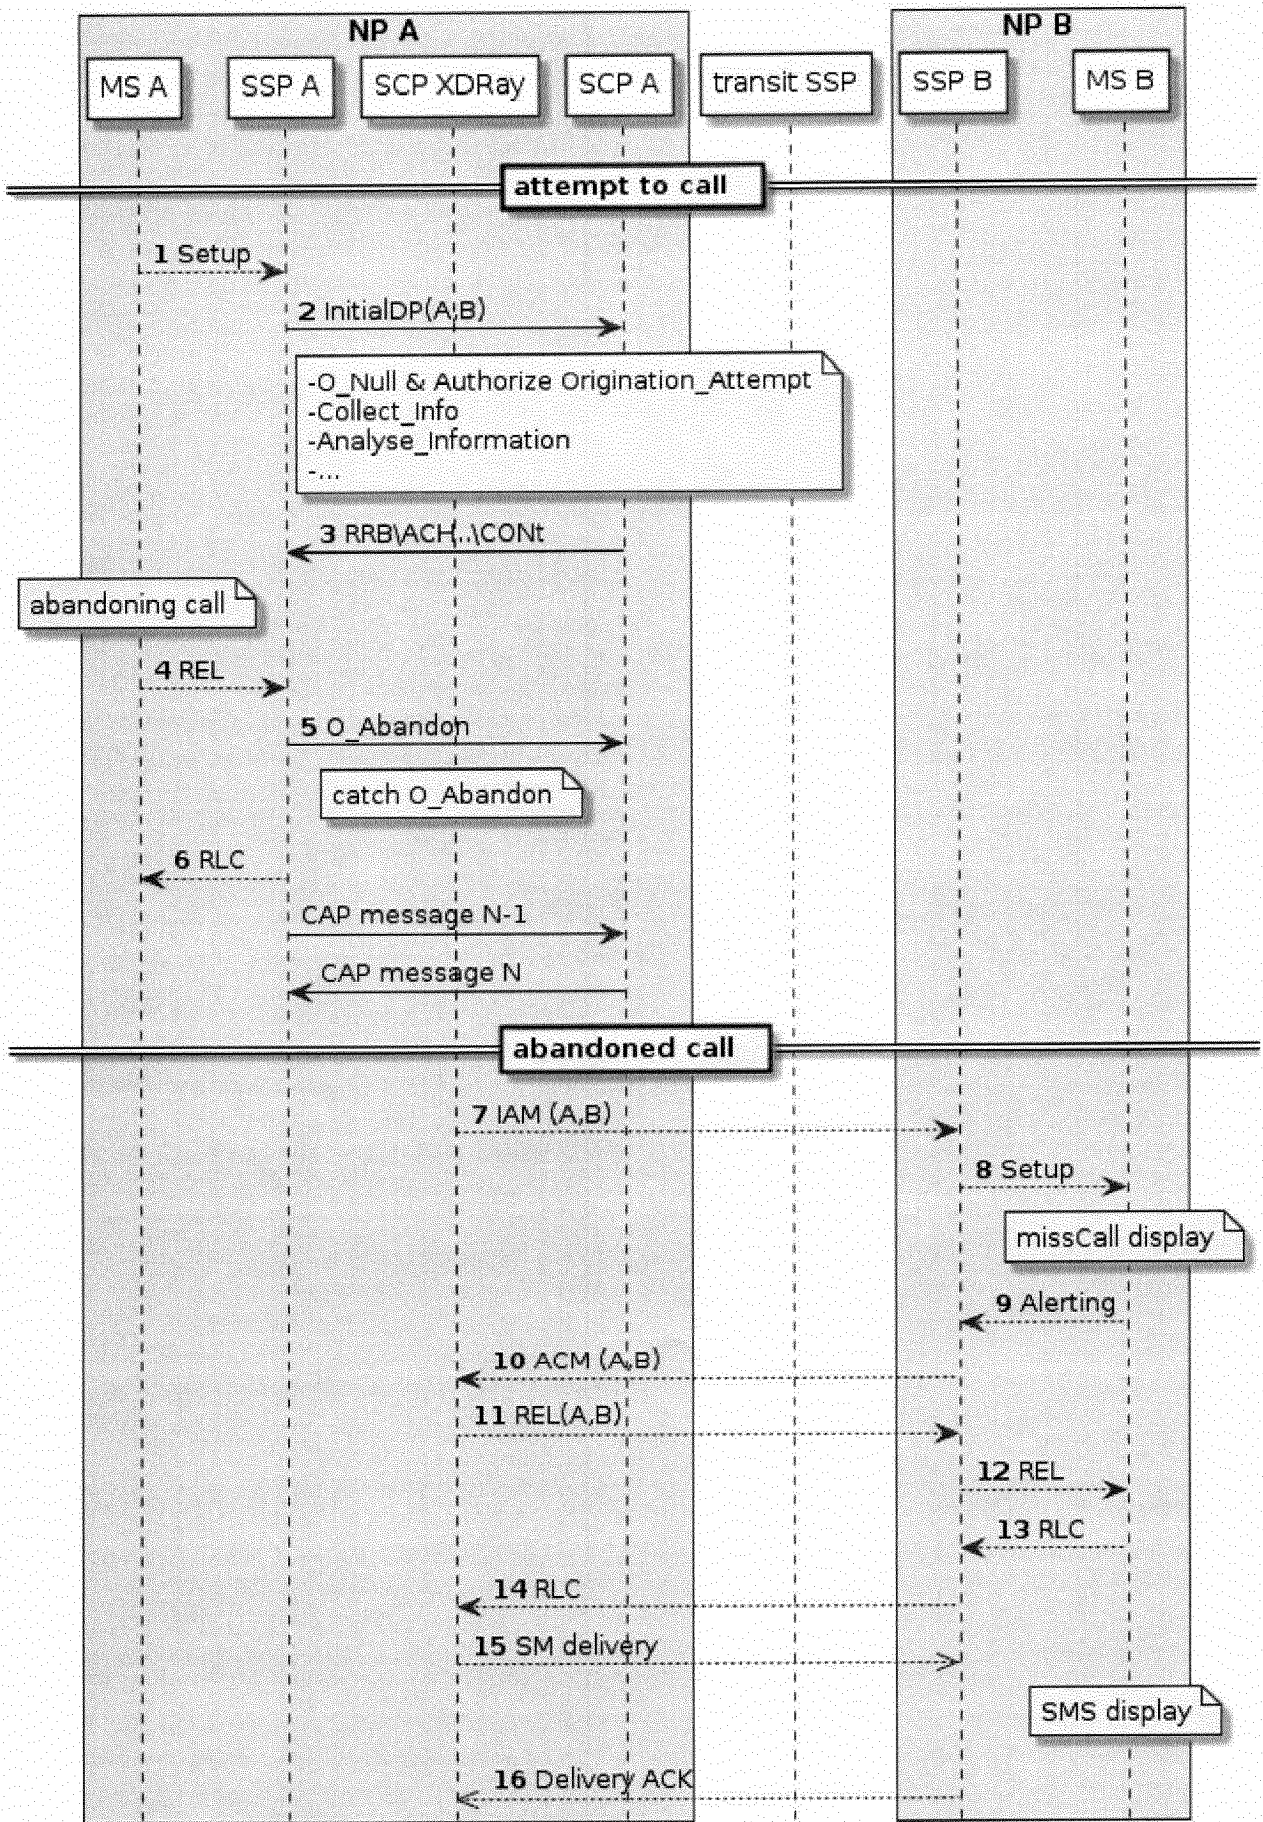 NP A
NP B
MS A
SSP A
SCP XDRay
SCP A
transit SSP
SSP B
MS B
attempt to call
1 Setup
2 InitialDP(A,B)
-O_Null & Authorize Origination_Attempt
-Collect_Info
-Analyse_Information
-...
3 RRB\ACH\..\CONt
abandoning call
4 REL
5 O_Abandon
catch O_Abandon
6 RLC
CAP message N-1
CAP message N
abandoned call
7 IAM (A,B)
8 Setup
missCall display
9 Alerting
10 ACM (A,B)
11 REL(A,B)
12 REL
13 RLC
14 RLC
15 SM delivery
SMS display
16 Delivery ACK